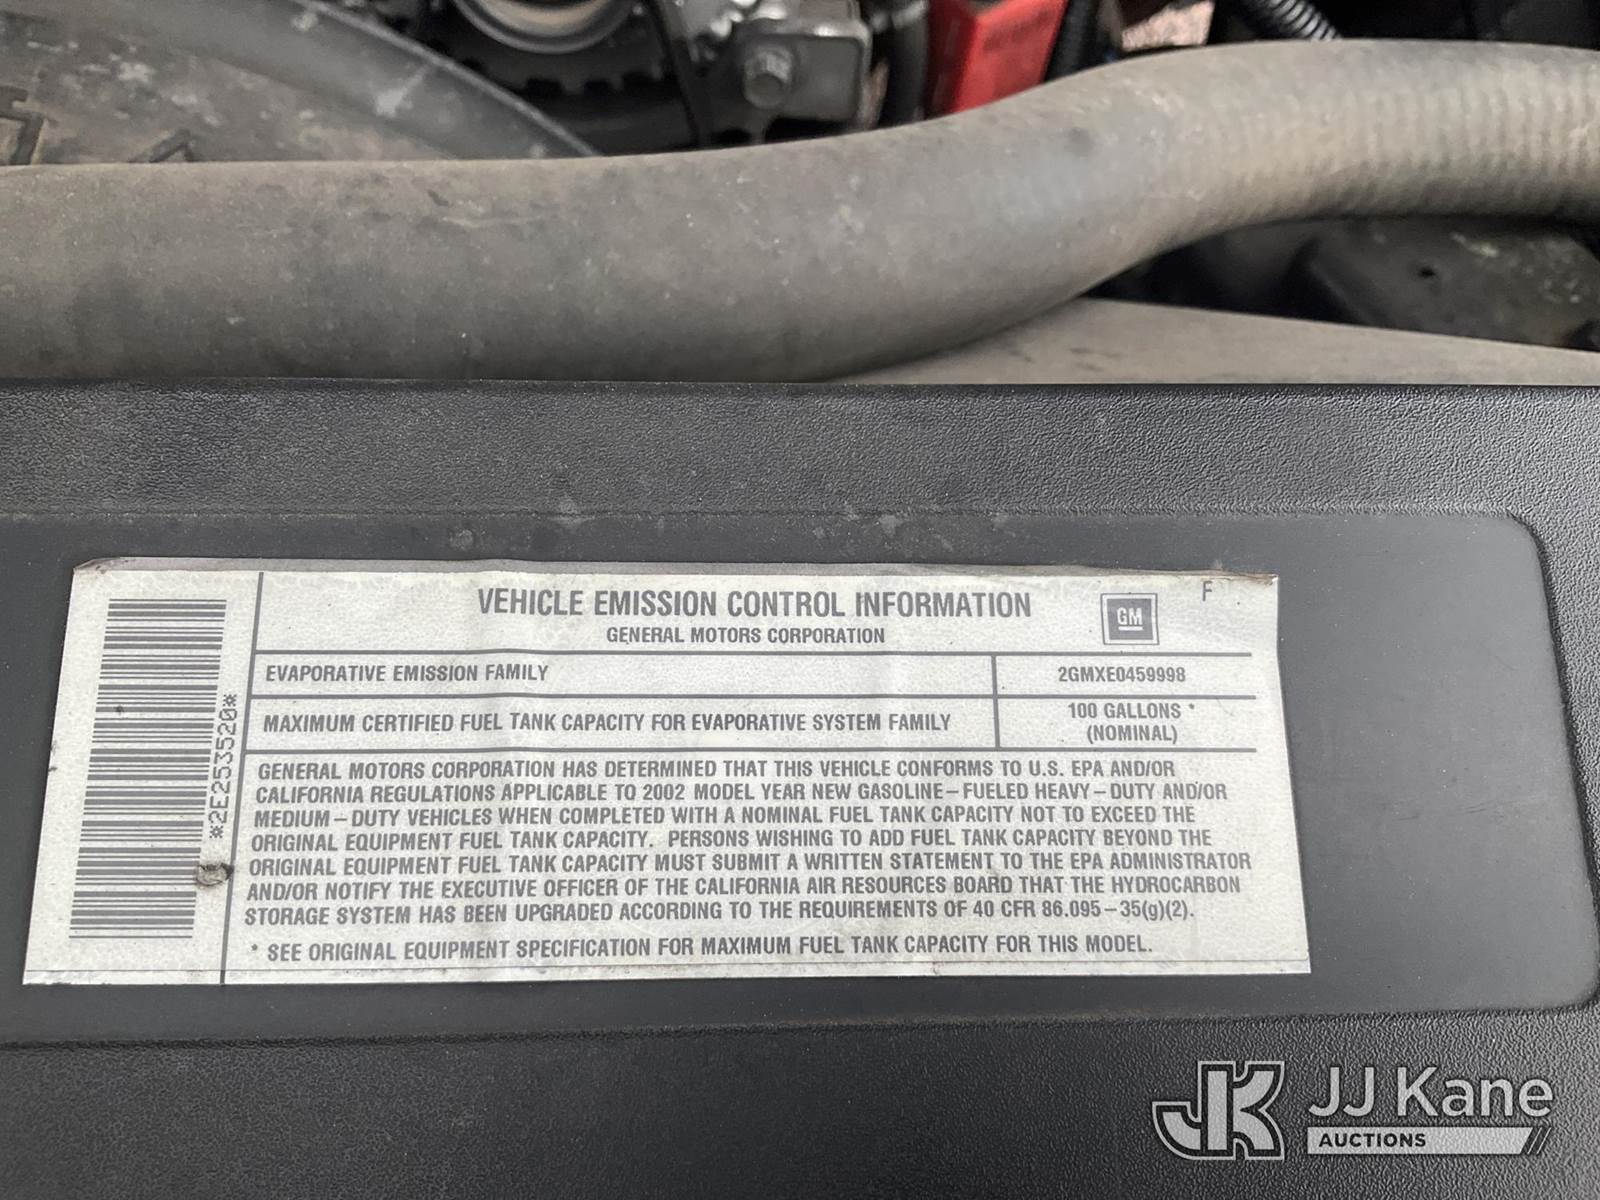 VEHICLE EMISSION CONTROL INFORMATION
GENERAL MOTORS CORPORATION
GM
F
EVAPORATIVE EMISSION FAMILY 2GMXE0459998
MAXIMUM CERTIFIED FUEL TANK CAPACITY FOR EVAPORATIVE SYSTEM FAMILY
100 GALLONS *
(NOMINAL)
GENERAL MOTORS CORPORATION HAS DETERMINED THAT THIS VEHICLE CONFORMS TO U.S. EPA AND/OR
CALIFORNIA REGULATIONS APPLICABLE TO 2002 MODEL YEAR NEW GASOLINE-FUELED HEAVY-DUTY AND/OR
MEDIUM-DUTY VEHICLES WHEN COMPLETED WITH A NOMINAL FUEL TANK CAPACITY NOT TO EXCEED THE
ORIGINAL EQUIPMENT FUEL TANK CAPACITY. PERSONS WISHING TO ADD FUEL TANK CAPACITY BEYOND THE
ORIGINAL EQUIPMENT FUEL TANK CAPACITY MUST SUBMIT A WRITTEN STATEMENT TO THE EPA ADMINISTRATOR
AND/OR NOTIFY THE EXECUTIVE OFFICER OF THE CALIFORNIA AIR RESOURCES BOARD THAT THE HYDROCARBON
STORAGE SYSTEM HAS BEEN UPGRADED ACCORDING TO THE REQUIREMENTS OF 40 CFR 86.095-35(g)(2).
* SEE ORIGINAL EQUIPMENT SPECIFICATION FOR MAXIMUM FUEL TANK CAPACITY FOR THIS MODEL.
*2E253520*
JK
JJ Kane
AUCTIONS